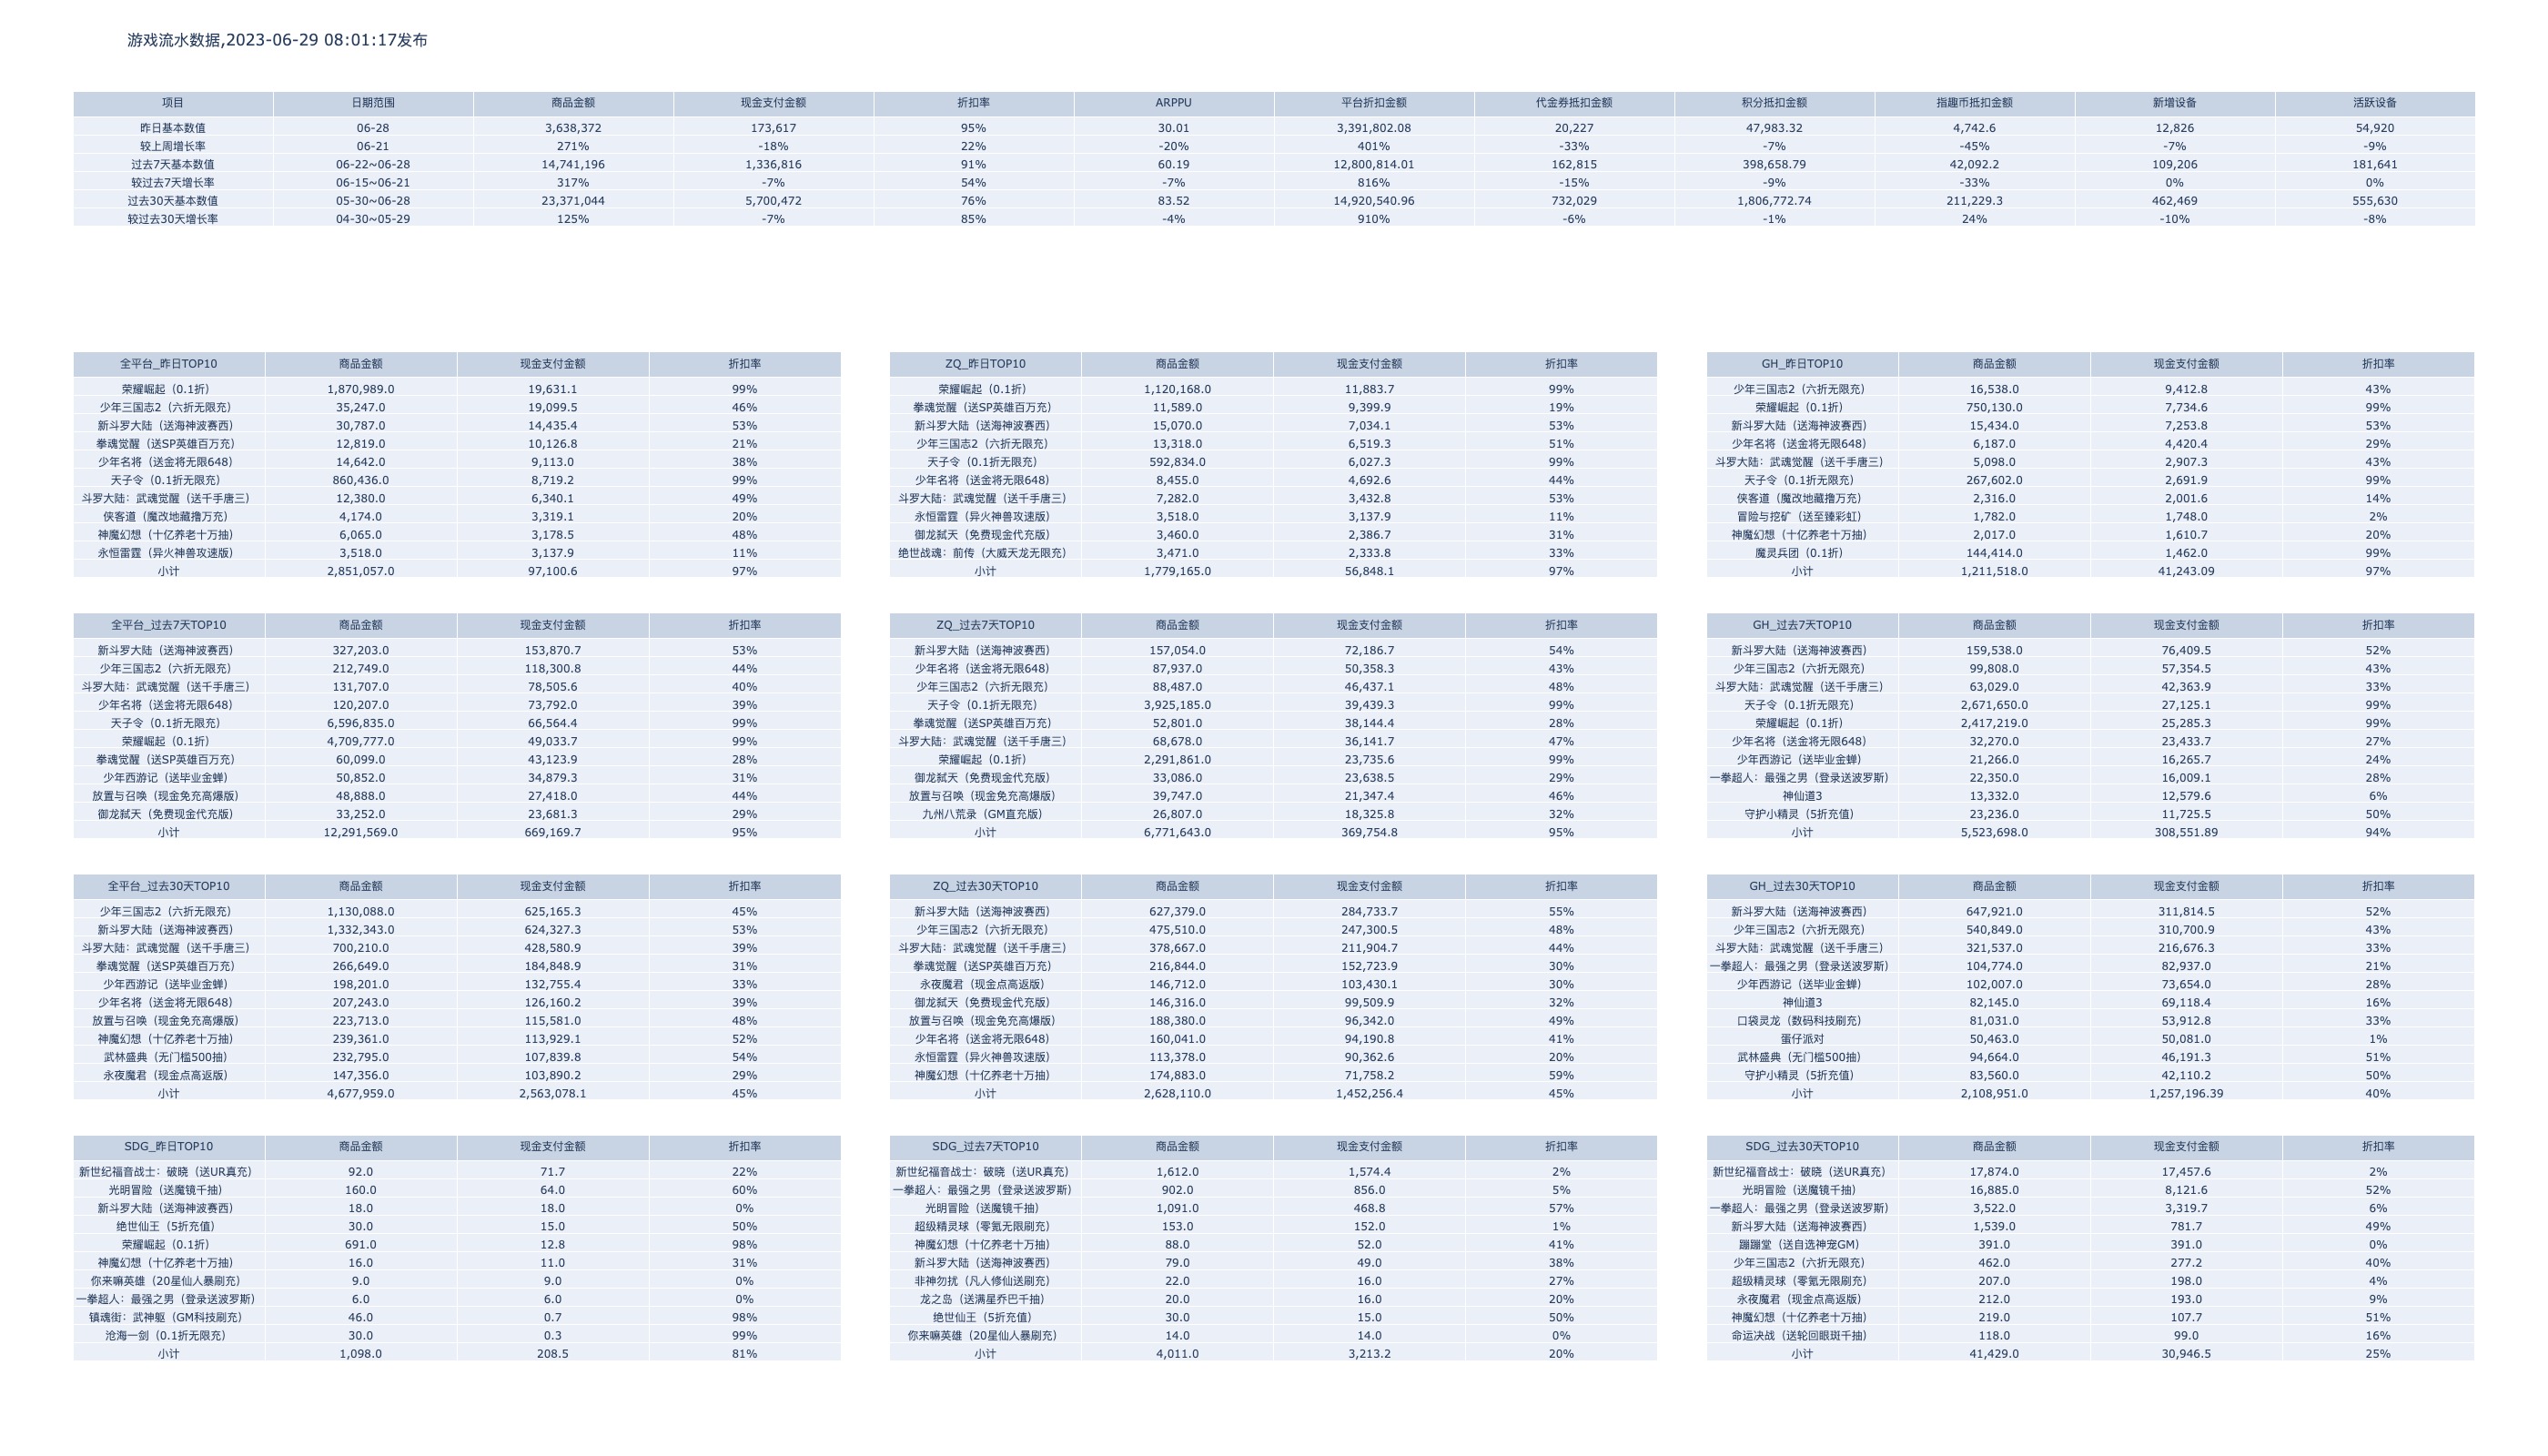 游戏流水数据,2023-06-29 08:01:17发布
项目 日期范围 商品金额 现金支付金额 折扣率 ARPPU 平台折扣金额 代金券抵扣金额 积分抵扣金额 指趣币抵扣金额 新增设备 活跃设备
昨日基本数值 06-28 3,638,372 173,617 95% 30.01 3,391,802.08 20,227 47,983.32 4,742.6 12,826 54,920
较上周增长率 06-21 271% -18% 22% -20% 401% -33% -7% -45% -7% -9%
过去7天基本数值 06-22~06-28 14,741,196 1,336,816 91% 60.19 12,800,814.01 162,815 398,658.79 42,092.2 109,206 181,641
较过去7天增长率 06-15~06-21 317% -7% 54% -7% 816% -15% -9% -33% 0% 0%
过去30天基本数值 05-30~06-28 23,371,044 5,700,472 76% 83.52 14,920,540.96 732,029 1,806,772.74 211,229.3 462,469 555,630
较过去30天增长率 04-30~05-29 125% -7% 85% -4% 910% -6% -1% 24% -10% -8%
全平台_昨日TOP10 商品金额 现金支付金额 折扣率
荣耀崛起（0.1折） 1,870,989.0 19,631.1 99%
少年三国志2（六折无限充） 35,247.0 19,099.5 46%
新斗罗大陆（送海神波赛西） 30,787.0 14,435.4 53%
拳魂觉醒（送SP英雄百万充） 12,819.0 10,126.8 21%
少年名将（送金将无限648） 14,642.0 9,113.0 38%
天子令（0.1折无限充） 860,436.0 8,719.2 99%
斗罗大陆：武魂觉醒（送千手唐三） 12,380.0 6,340.1 49%
侠客道（魔改地藏撸万充） 4,174.0 3,319.1 20%
神魔幻想（十亿养老十万抽） 6,065.0 3,178.5 48%
永恒雷霆（异火神兽攻速版） 3,518.0 3,137.9 11%
小计 2,851,057.0 97,100.6 97%
ZQ_昨日TOP10 商品金额 现金支付金额 折扣率
荣耀崛起（0.1折） 1,120,168.0 11,883.7 99%
拳魂觉醒（送SP英雄百万充） 11,589.0 9,399.9 19%
新斗罗大陆（送海神波赛西） 15,070.0 7,034.1 53%
少年三国志2（六折无限充） 13,318.0 6,519.3 51%
天子令（0.1折无限充） 592,834.0 6,027.3 99%
少年名将（送金将无限648） 8,455.0 4,692.6 44%
斗罗大陆：武魂觉醒（送千手唐三） 7,282.0 3,432.8 53%
永恒雷霆（异火神兽攻速版） 3,518.0 3,137.9 11%
御龙弑天（免费现金代充版） 3,460.0 2,386.7 31%
绝世战魂：前传（大威天龙无限充） 3,471.0 2,333.8 33%
小计 1,779,165.0 56,848.1 97%
GH_昨日TOP10 商品金额 现金支付金额 折扣率
少年三国志2（六折无限充） 16,538.0 9,412.8 43%
荣耀崛起（0.1折） 750,130.0 7,734.6 99%
新斗罗大陆（送海神波赛西） 15,434.0 7,253.8 53%
少年名将（送金将无限648） 6,187.0 4,420.4 29%
斗罗大陆：武魂觉醒（送千手唐三） 5,098.0 2,907.3 43%
天子令（0.1折无限充） 267,602.0 2,691.9 99%
侠客道（魔改地藏撸万充） 2,316.0 2,001.6 14%
冒险与挖矿（送至臻彩虹） 1,782.0 1,748.0 2%
神魔幻想（十亿养老十万抽） 2,017.0 1,610.7 20%
魔灵兵团（0.1折） 144,414.0 1,462.0 99%
小计 1,211,518.0 41,243.09 97%
全平台_过去7天TOP10 商品金额 现金支付金额 折扣率
新斗罗大陆（送海神波赛西） 327,203.0 153,870.7 53%
少年三国志2（六折无限充） 212,749.0 118,300.8 44%
斗罗大陆：武魂觉醒（送千手唐三） 131,707.0 78,505.6 40%
少年名将（送金将无限648） 120,207.0 73,792.0 39%
天子令（0.1折无限充） 6,596,835.0 66,564.4 99%
荣耀崛起（0.1折） 4,709,777.0 49,033.7 99%
拳魂觉醒（送SP英雄百万充） 60,099.0 43,123.9 28%
少年西游记（送毕业金蝉） 50,852.0 34,879.3 31%
放置与召唤（现金免充高爆版） 48,888.0 27,418.0 44%
御龙弑天（免费现金代充版） 33,252.0 23,681.3 29%
小计 12,291,569.0 669,169.7 95%
ZQ_过去7天TOP10 商品金额 现金支付金额 折扣率
新斗罗大陆（送海神波赛西） 157,054.0 72,186.7 54%
少年名将（送金将无限648） 87,937.0 50,358.3 43%
少年三国志2（六折无限充） 88,487.0 46,437.1 48%
天子令（0.1折无限充） 3,925,185.0 39,439.3 99%
拳魂觉醒（送SP英雄百万充） 52,801.0 38,144.4 28%
斗罗大陆：武魂觉醒（送千手唐三） 68,678.0 36,141.7 47%
荣耀崛起（0.1折） 2,291,861.0 23,735.6 99%
御龙弑天（免费现金代充版） 33,086.0 23,638.5 29%
放置与召唤（现金免充高爆版） 39,747.0 21,347.4 46%
九州八荒录（GM直充版） 26,807.0 18,325.8 32%
小计 6,771,643.0 369,754.8 95%
GH_过去7天TOP10 商品金额 现金支付金额 折扣率
新斗罗大陆（送海神波赛西） 159,538.0 76,409.5 52%
少年三国志2（六折无限充） 99,808.0 57,354.5 43%
斗罗大陆：武魂觉醒（送千手唐三） 63,029.0 42,363.9 33%
天子令（0.1折无限充） 2,671,650.0 27,125.1 99%
荣耀崛起（0.1折） 2,417,219.0 25,285.3 99%
少年名将（送金将无限648） 32,270.0 23,433.7 27%
少年西游记（送毕业金蝉） 21,266.0 16,265.7 24%
一拳超人：最强之男（登录送波罗斯） 22,350.0 16,009.1 28%
神仙道3 13,332.0 12,579.6 6%
守护小精灵（5折充值） 23,236.0 11,725.5 50%
小计 5,523,698.0 308,551.89 94%
全平台_过去30天TOP10 商品金额 现金支付金额 折扣率
少年三国志2（六折无限充） 1,130,088.0 625,165.3 45%
新斗罗大陆（送海神波赛西） 1,332,343.0 624,327.3 53%
斗罗大陆：武魂觉醒（送千手唐三） 700,210.0 428,580.9 39%
拳魂觉醒（送SP英雄百万充） 266,649.0 184,848.9 31%
少年西游记（送毕业金蝉） 198,201.0 132,755.4 33%
少年名将（送金将无限648） 207,243.0 126,160.2 39%
放置与召唤（现金免充高爆版） 223,713.0 115,581.0 48%
神魔幻想（十亿养老十万抽） 239,361.0 113,929.1 52%
武林盛典（无门槛500抽） 232,795.0 107,839.8 54%
永夜魔君（现金点高返版） 147,356.0 103,890.2 29%
小计 4,677,959.0 2,563,078.1 45%
ZQ_过去30天TOP10 商品金额 现金支付金额 折扣率
新斗罗大陆（送海神波赛西） 627,379.0 284,733.7 55%
少年三国志2（六折无限充） 475,510.0 247,300.5 48%
斗罗大陆：武魂觉醒（送千手唐三） 378,667.0 211,904.7 44%
拳魂觉醒（送SP英雄百万充） 216,844.0 152,723.9 30%
永夜魔君（现金点高返版） 146,712.0 103,430.1 30%
御龙弑天（免费现金代充版） 146,316.0 99,509.9 32%
放置与召唤（现金免充高爆版） 188,380.0 96,342.0 49%
少年名将（送金将无限648） 160,041.0 94,190.8 41%
永恒雷霆（异火神兽攻速版） 113,378.0 90,362.6 20%
神魔幻想（十亿养老十万抽） 174,883.0 71,758.2 59%
小计 2,628,110.0 1,452,256.4 45%
GH_过去30天TOP10 商品金额 现金支付金额 折扣率
新斗罗大陆（送海神波赛西） 647,921.0 311,814.5 52%
少年三国志2（六折无限充） 540,849.0 310,700.9 43%
斗罗大陆：武魂觉醒（送千手唐三） 321,537.0 216,676.3 33%
一拳超人：最强之男（登录送波罗斯） 104,774.0 82,937.0 21%
少年西游记（送毕业金蝉） 102,007.0 73,654.0 28%
神仙道3 82,145.0 69,118.4 16%
口袋灵龙（数码科技刷充） 81,031.0 53,912.8 33%
蛋仔派对 50,463.0 50,081.0 1%
武林盛典（无门槛500抽） 94,664.0 46,191.3 51%
守护小精灵（5折充值） 83,560.0 42,110.2 50%
小计 2,108,951.0 1,257,196.39 40%
SDG_昨日TOP10 商品金额 现金支付金额 折扣率
新世纪福音战士：破晓（送UR真充） 92.0 71.7 22%
光明冒险（送魔镜千抽） 160.0 64.0 60%
新斗罗大陆（送海神波赛西） 18.0 18.0 0%
绝世仙王（5折充值） 30.0 15.0 50%
荣耀崛起（0.1折） 691.0 12.8 98%
神魔幻想（十亿养老十万抽） 16.0 11.0 31%
你来嘛英雄（20星仙人暴刷充） 9.0 9.0 0%
一拳超人：最强之男（登录送波罗斯） 6.0 6.0 0%
镇魂街：武神躯（GM科技刷充） 46.0 0.7 98%
沧海一剑（0.1折无限充） 30.0 0.3 99%
小计 1,098.0 208.5 81%
SDG_过去7天TOP10 商品金额 现金支付金额 折扣率
新世纪福音战士：破晓（送UR真充） 1,612.0 1,574.4 2%
一拳超人：最强之男（登录送波罗斯） 902.0 856.0 5%
光明冒险（送魔镜千抽） 1,091.0 468.8 57%
超级精灵球（零氪无限刷充） 153.0 152.0 1%
神魔幻想（十亿养老十万抽） 88.0 52.0 41%
新斗罗大陆（送海神波赛西） 79.0 49.0 38%
非神勿扰（凡人修仙送刷充） 22.0 16.0 27%
龙之岛（送满星乔巴千抽） 20.0 16.0 20%
绝世仙王（5折充值） 30.0 15.0 50%
你来嘛英雄（20星仙人暴刷充） 14.0 14.0 0%
小计 4,011.0 3,213.2 20%
SDG_过去30天TOP10 商品金额 现金支付金额 折扣率
新世纪福音战士：破晓（送UR真充） 17,874.0 17,457.6 2%
光明冒险（送魔镜千抽） 16,885.0 8,121.6 52%
一拳超人：最强之男（登录送波罗斯） 3,522.0 3,319.7 6%
新斗罗大陆（送海神波赛西） 1,539.0 781.7 49%
蹦蹦堂（送自选神宠GM） 391.0 391.0 0%
少年三国志2（六折无限充） 462.0 277.2 40%
超级精灵球（零氪无限刷充） 207.0 198.0 4%
永夜魔君（现金点高返版） 212.0 193.0 9%
神魔幻想（十亿养老十万抽） 219.0 107.7 51%
命运决战（送轮回眼斑千抽） 118.0 99.0 16%
小计 41,429.0 30,946.5 25%